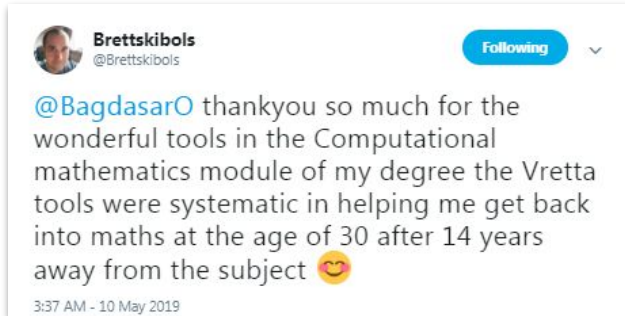 Brettskibols
@Brettskibols
Following
@BagdasarO thankyou so much for the
wonderful tools in the Computational
mathematics module of my degree the Vretta
tools were systematic in helping me get back
into maths at the age of 30 after 14 years
away from the subject 😊
3:37 AM - 10 May 2019